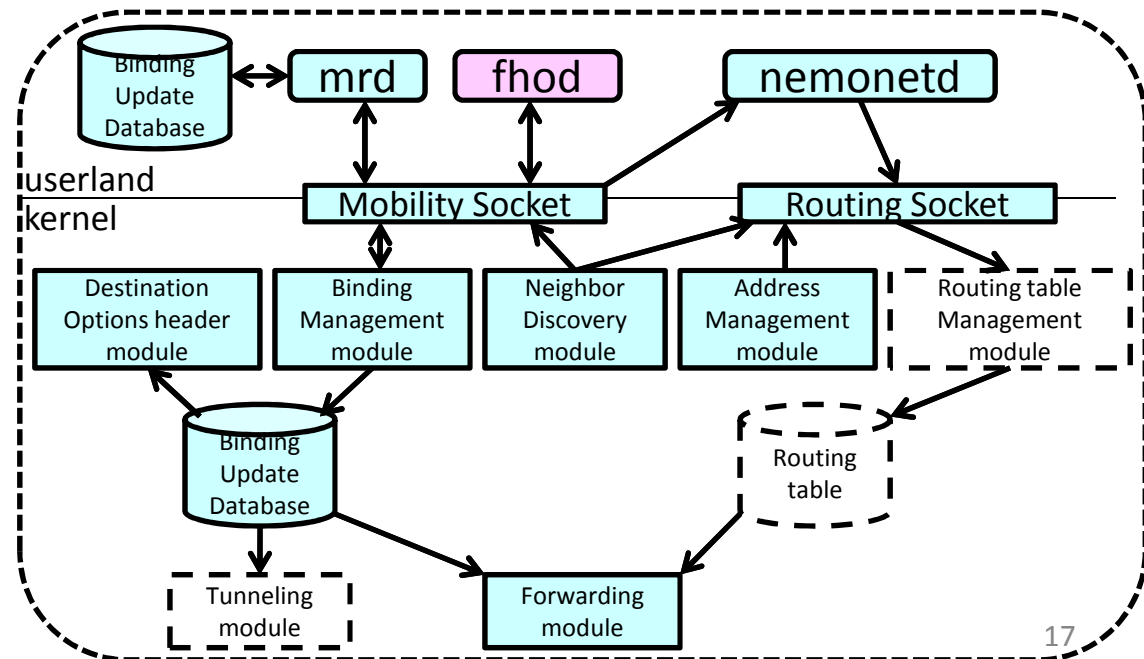 Binding
Update
Database
mrd
fhod
nemonetd
userland
kernel
Mobility Socket
Routing Socket
Destination
Options header
module
Binding
Management
module
Neighbor
Discovery
module
Address
Management
module
Routing table
Management
module
Binding
Update
Database
Routing
table
Tunneling
module
Forwarding
module
17